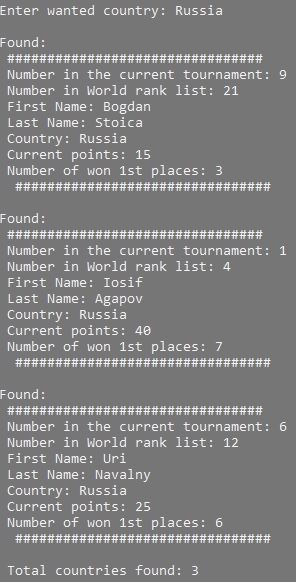 Enter wanted country: Russia
Found:
################################
Number in the current tournament: 9
Number in World rank list: 21
First Name: Bogdan
Last Name: Stoica
Country: Russia
Current points: 15
Number of won 1st places: 3
################################
Found:
################################
Number in the current tournament: 1
Number in World rank list: 4
First Name: Iosif
Last Name: Agapov
Country: Russia
Current points: 40
Number of won 1st places: 7
################################
Found:
################################
Number in the current tournament: 6
Number in World rank list: 12
First Name: Uri
Last Name: Navalny
Country: Russia
Current points: 25
Number of won 1st places: 6
################################
Total countries found: 3